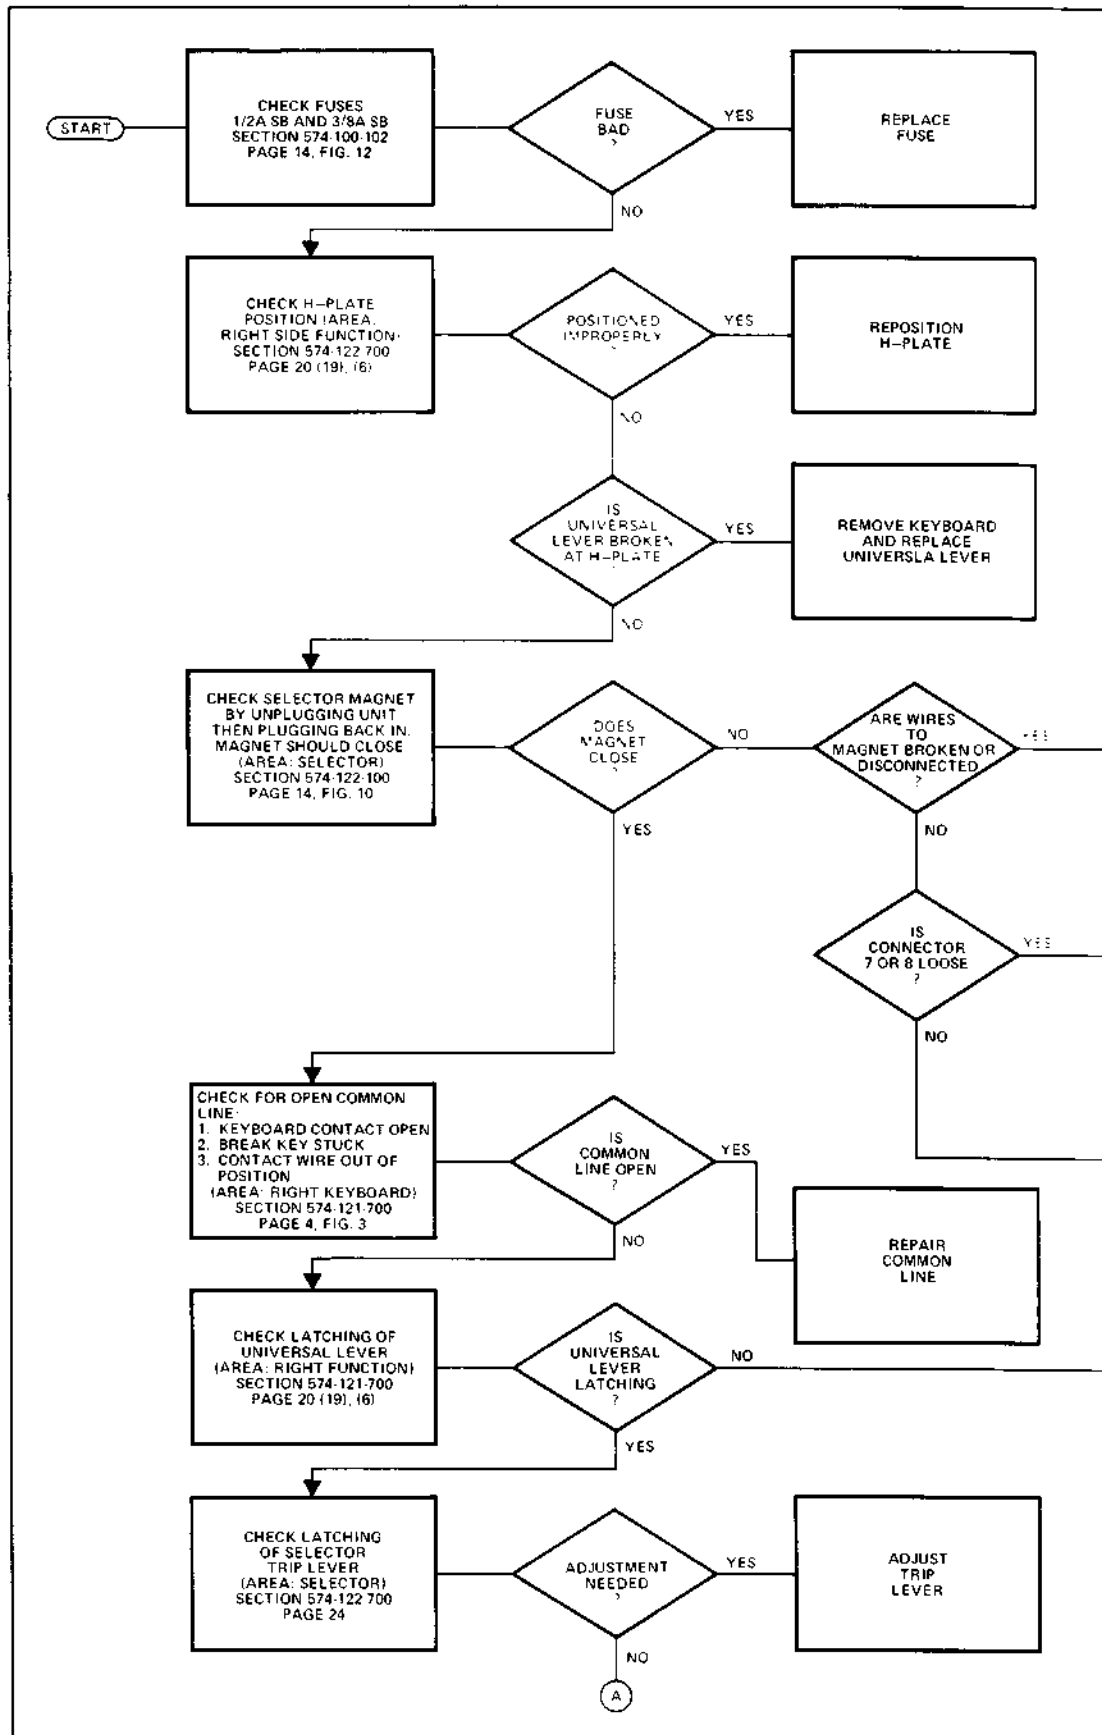 START
CHECK FUSES
1/2A SB AND 3/8A SB
SECTION 574-100-102
PAGE 14, FIG. 12
FUSE
BAD
?
YES
REPLACE
FUSE
NO
CHECK H-PLATE
POSITION (AREA:
RIGHT SIDE FUNCTION)
SECTION 574-122 700
PAGE 20 (19), (6)
POSITIONED
IMPROPERLY
YES
REPOSITION
H-PLATE
NO
IS
UNIVERSAL
LEVER BROKEN
AT H-PLATE
YES
REMOVE KEYBOARD
AND REPLACE
UNIVERSLA LEVER
NO
CHECK SELECTOR MAGNET
BY UNPLUGGING UNIT
THEN PLUGGING BACK IN.
MAGNET SHOULD CLOSE
(AREA: SELECTOR)
SECTION 574-122-100
PAGE 14, FIG. 10
DOES
MAGNET
CLOSE
?
NO
ARE WIRES
TO
MAGNET BROKEN OR
DISCONNECTED
?
YES
YES
NO
IS
CONNECTOR
7 OR 8 LOOSE
?
YES
NO
CHECK FOR OPEN COMMON
LINE:
1. KEYBOARD CONTACT OPEN
2. BREAK KEY STUCK
3. CONTACT WIRE OUT OF
POSITION
(AREA: RIGHT KEYBOARD)
SECTION 574-121-700
PAGE 4, FIG. 3
IS
COMMON
LINE OPEN
?
YES
REPAIR
COMMON
LINE
NO
CHECK LATCHING OF
UNIVERSAL LEVER
(AREA: RIGHT FUNCTION)
SECTION 574-121-700
PAGE 20 (19), (6)
IS
UNIVERSAL
LEVER
LATCHING
?
NO
YES
CHECK LATCHING
OF SELECTOR
TRIP LEVER
(AREA: SELECTOR)
SECTION 574-122 700
PAGE 24
ADJUSTMENT
NEEDED
?
YES
ADJUST
TRIP
LEVER
NO
A